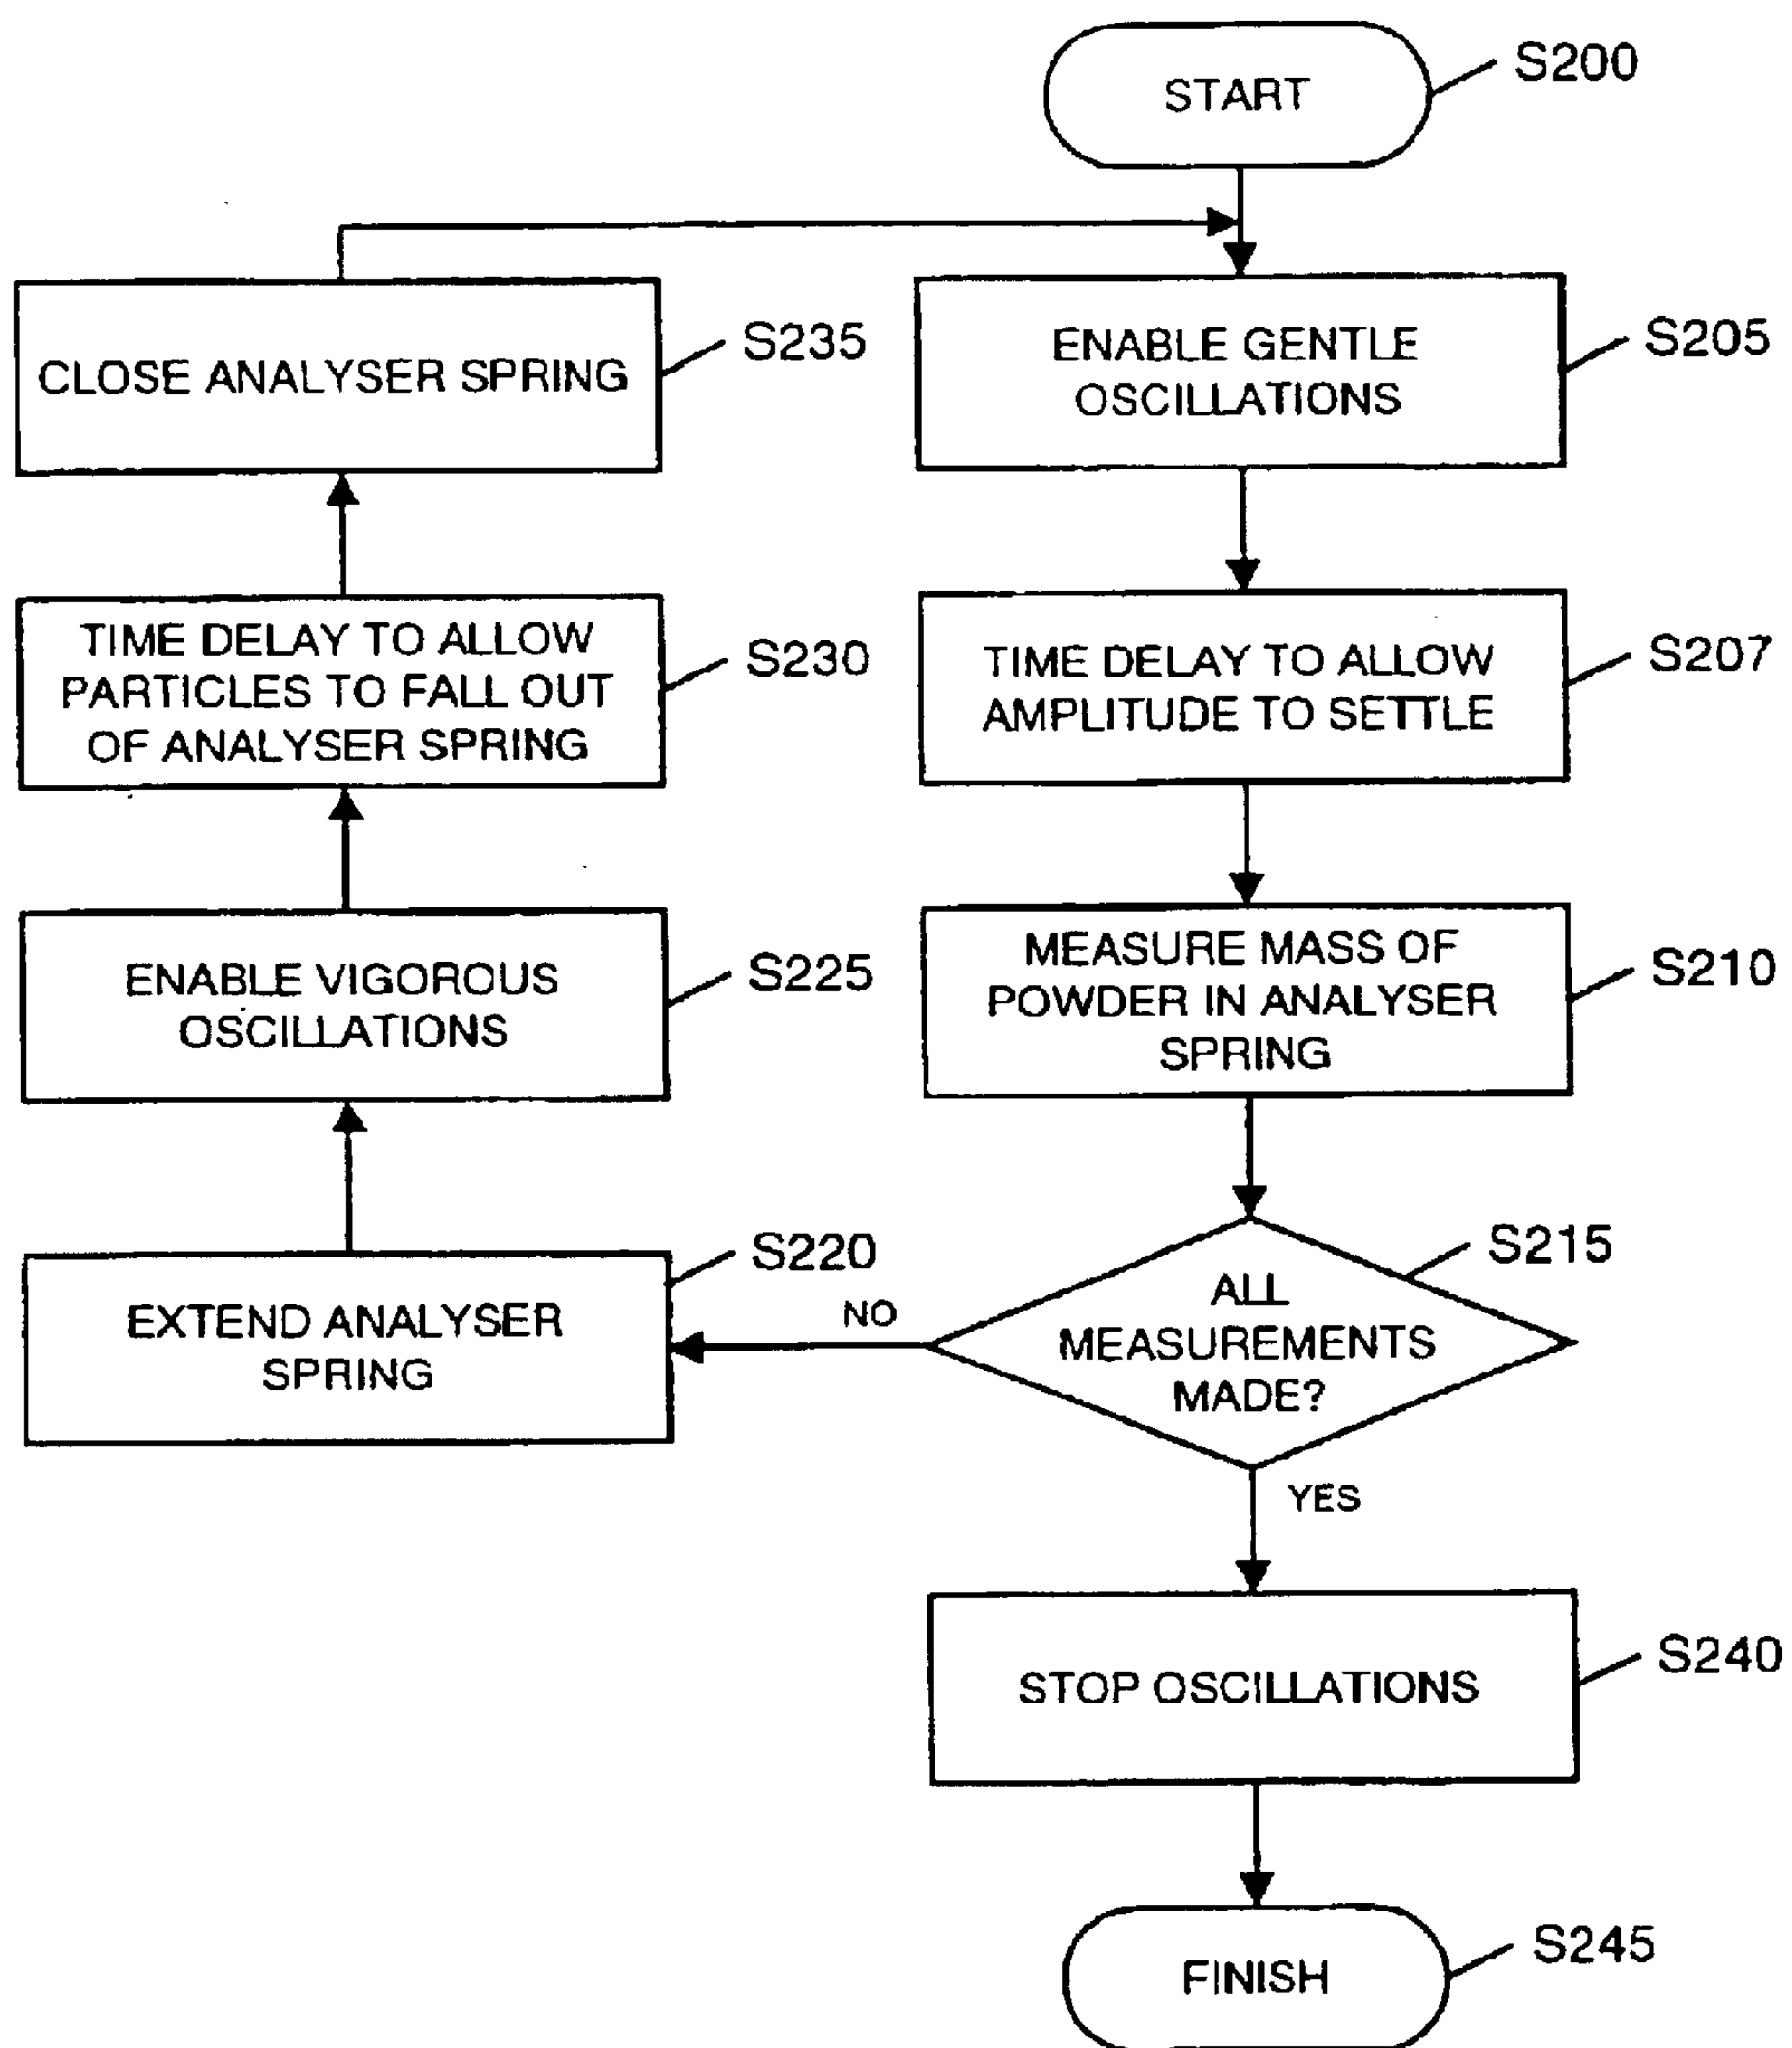 START
S200
ENABLE GENTLE
OSCILLATIONS
S205
TIME DELAY TO ALLOW
AMPLITUDE TO SETTLE
S207
MEASURE MASS OF
POWDER IN ANALYSER
SPRING
S210
ALL
MEASUREMENTS
MADE?
S215
NO
EXTEND ANALYSER
SPRING
S220
ENABLE VIGOROUS
OSCILLATIONS
S225
TIME DELAY TO ALLOW
PARTICLES TO FALL OUT
OF ANALYSER SPRING
S230
CLOSE ANALYSER SPRING
S235
YES
STOP OSCILLATIONS
S240
FINISH
S245